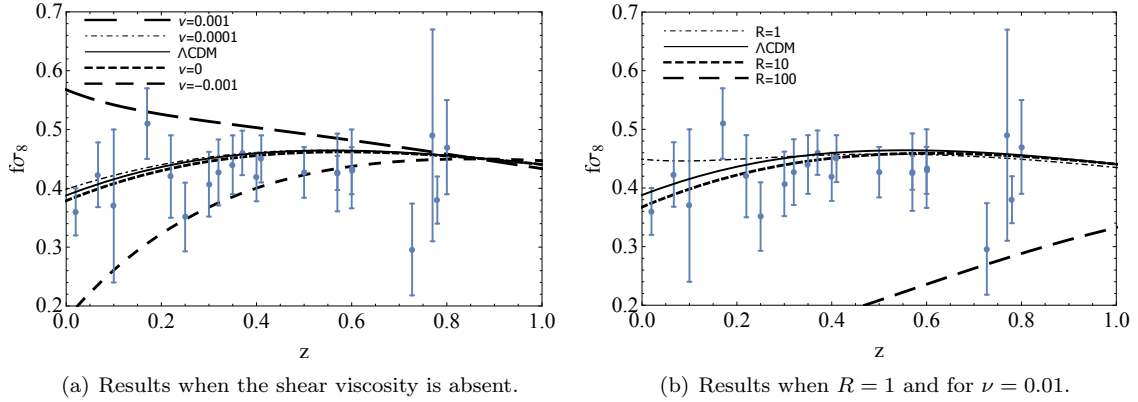 0.7
0.6
0.5
0.4
0.3
0.2
fσ8
ν=0.001
ν=0.0001
ΛCDM
ν=0
ν=-0.001
0.0 0.2 0.4 0.6 0.8 1.0
z
(a) Results when the shear viscosity is absent.
0.7
0.6
0.5
0.4
0.3
0.2
fσ8
R=1
ΛCDM
R=10
R=100
0.0 0.2 0.4 0.6 0.8 1.0
z
(b) Results when R = 1 and for ν = 0.01.